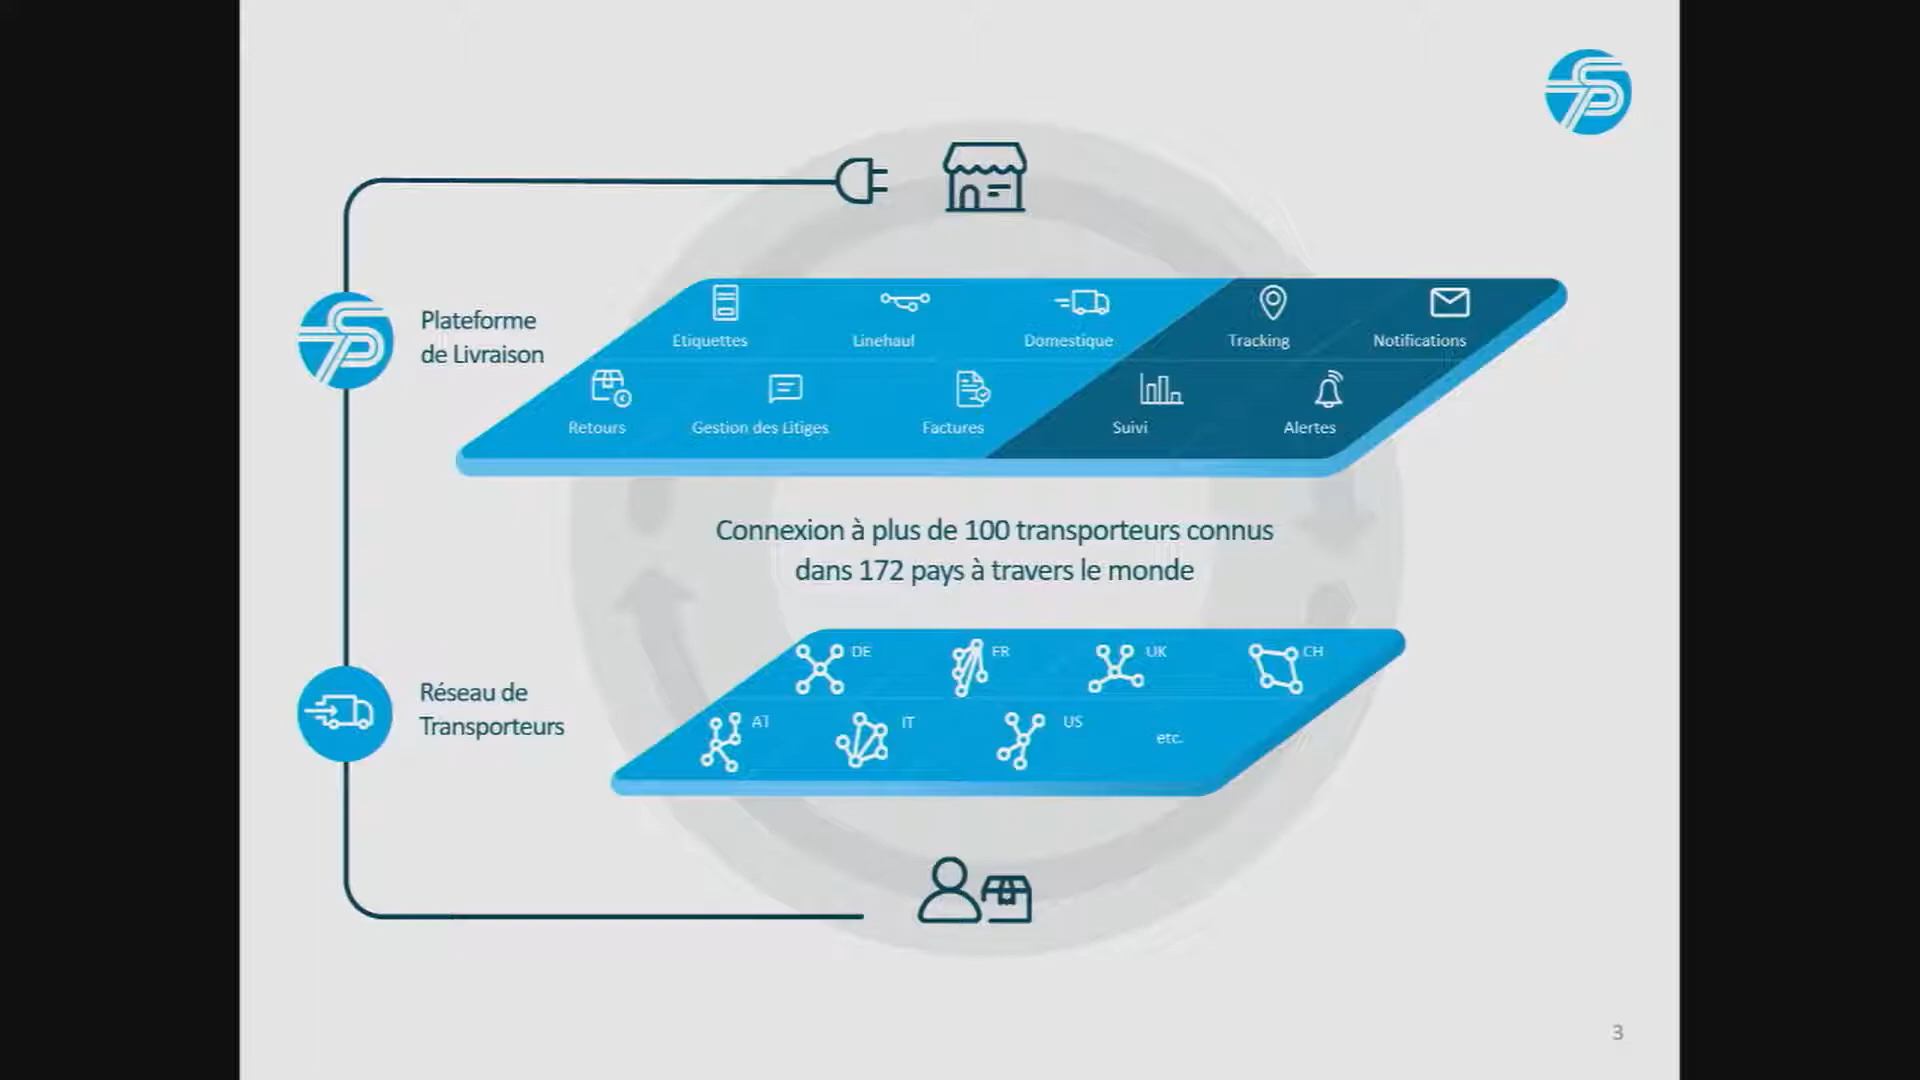 Plateforme
de Livraison
Etiquettes
Linehaul
Domestique
Tracking
Notifications
Retours
Gestion des Litiges
Factures
Suivi
Alertes
Connexion à plus de 100 transporteurs connus
dans 172 pays à travers le monde
Réseau de
Transporteurs
DE
FR
UK
CH
AT
IT
US
etc.
3